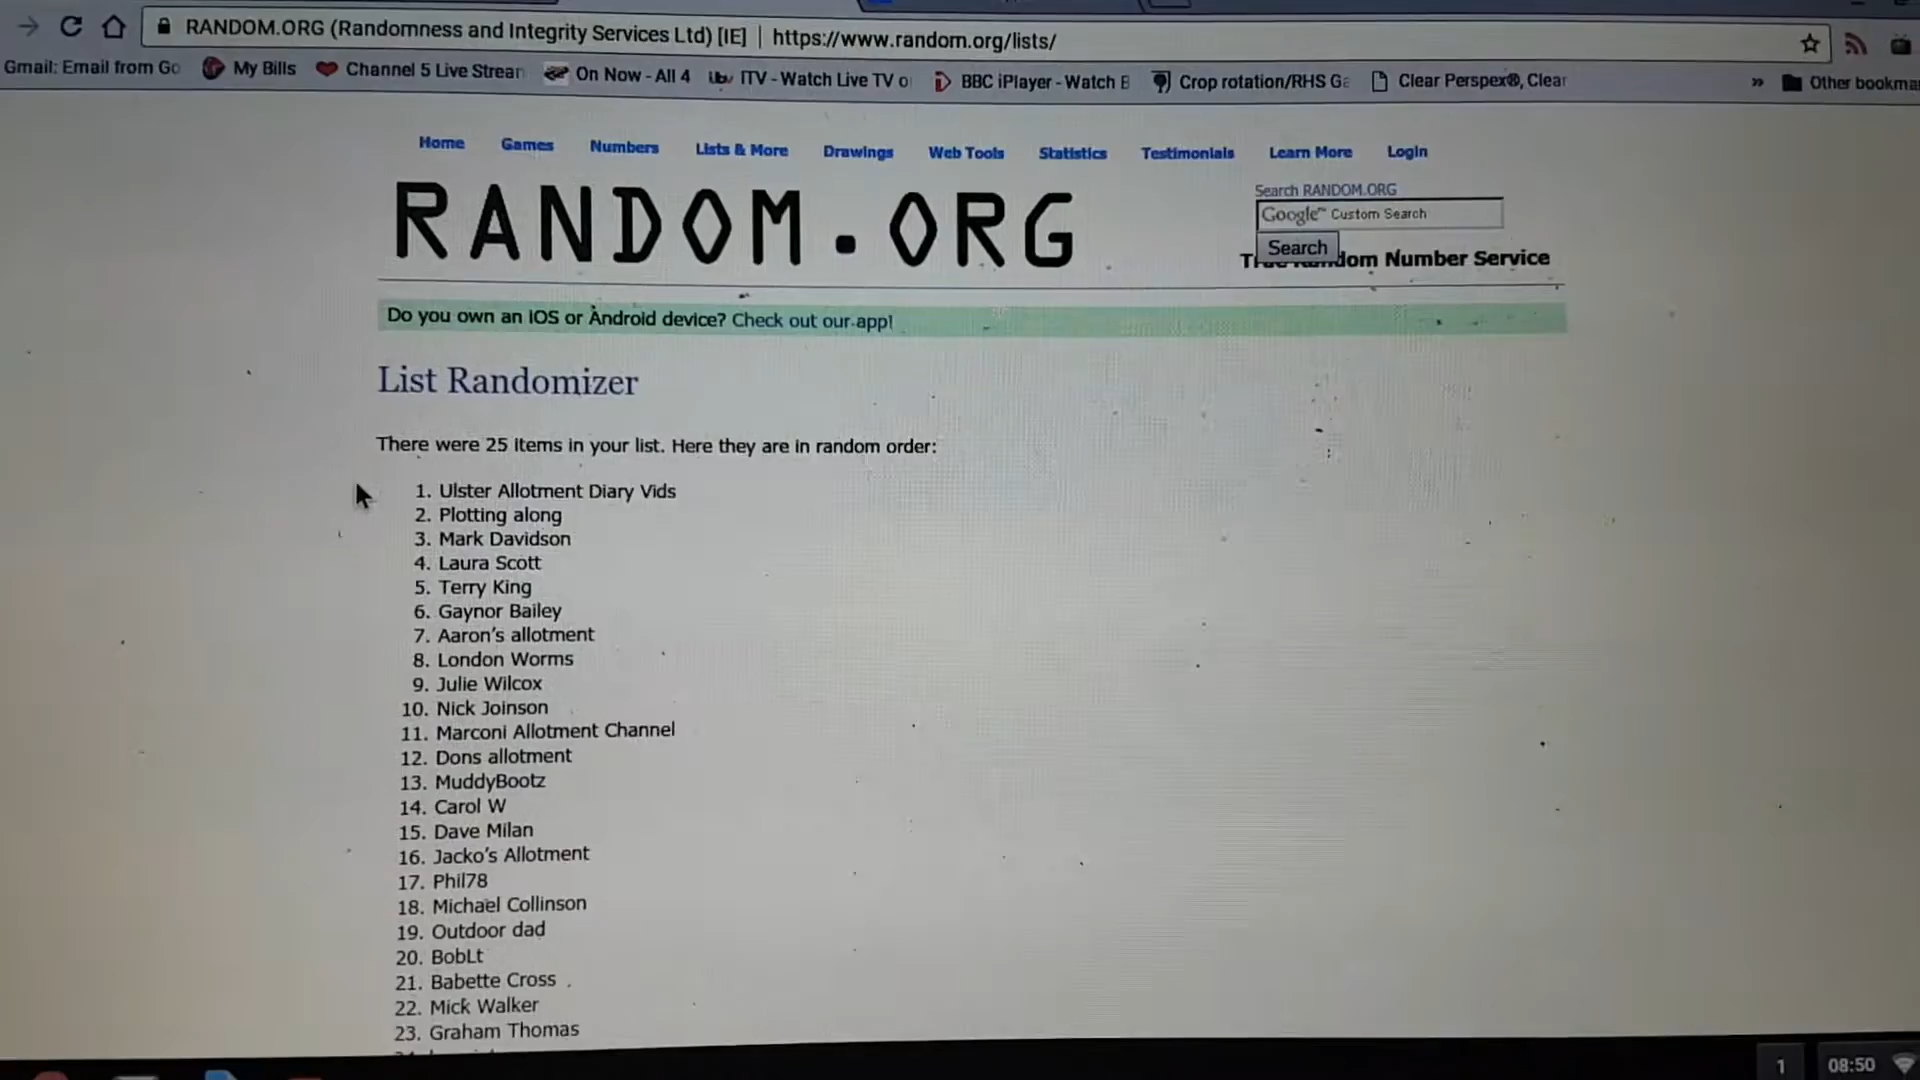 RANDOM.ORG (Randomness and Integrity Services Ltd) [IE] | https://www.random.org/lists/
Gmail: Email from Go My Bills Channel 5 Live Strear On Now - All 4 itv ITV - Watch Live TV o BBC iPlayer - Watch B Crop rotation/RHS Ga Clear Perspex®, Clear » Other bookma
Home Games Numbers Lists & More Drawings Web Tools Statistics Testimonials Learn More Login
RANDOM.ORG
Search RANDOM.ORG
Google™ Custom Search
Search
Number Service
Do you own an iOS or Android device? Check out our app!
List Randomizer
There were 25 items in your list. Here they are in random order:
1. Ulster Allotment Diary Vids
2. Plotting along
3. Mark Davidson
4. Laura Scott
5. Terry King
6. Gaynor Bailey
7. Aaron's allotment
8. London Worms
9. Julie Wilcox
10. Nick Joinson
11. Marconi Allotment Channel
12. Dons allotment
13. MuddyBootz
14. Carol W
15. Dave Milan
16. Jacko's Allotment
17. Phil78
18. Michael Collinson
19. Outdoor dad
20. BobLt
21. Babette Cross
22. Mick Walker
23. Graham Thomas
1 08:50